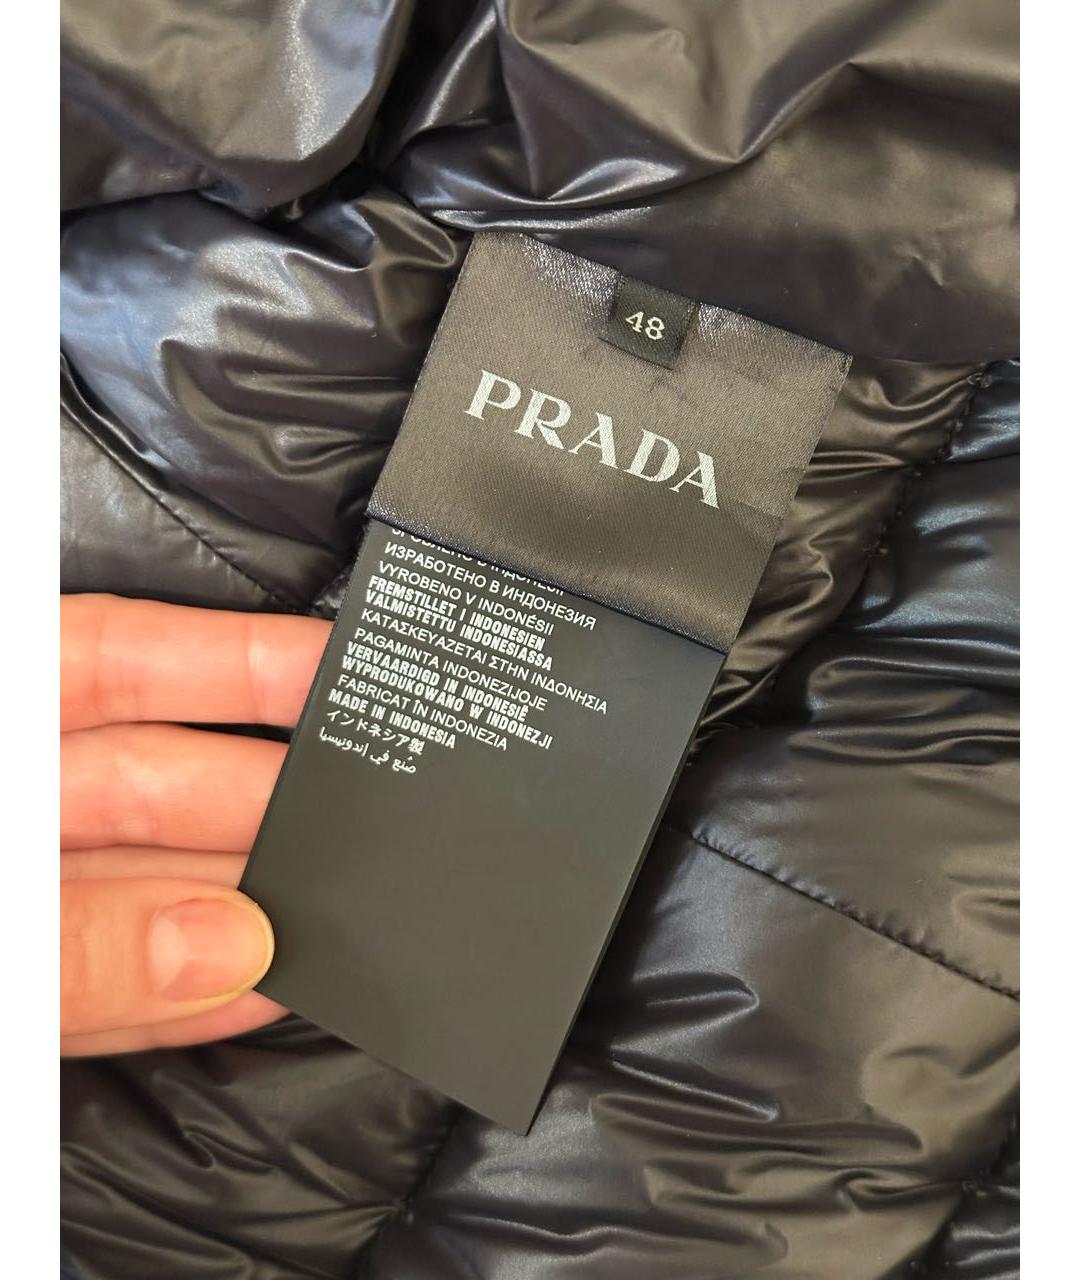 48
PRADA
ИЗРАБОТЕНО В ИНДОНЕЗИЯ
VYROBENO V INDONÉSII
FREMSTILLET I INDONESIEN
VALMISTETTU INDONESIASSA
ΚΑΤΑΣΚΕΥΑΖΕΤΑΙ ΣΤΗΝ ΙΝΔΟΝΗΣΙΑ
PAGAMINTA INDONEZIJOJE
VERVAARDIGD IN INDONESIË
WYPRODUKOWANO W INDONEZJI
FABRICAT ÎN INDONEZIA
MADE IN INDONESIA
インドネシア製
صُنع في إندونيسيا